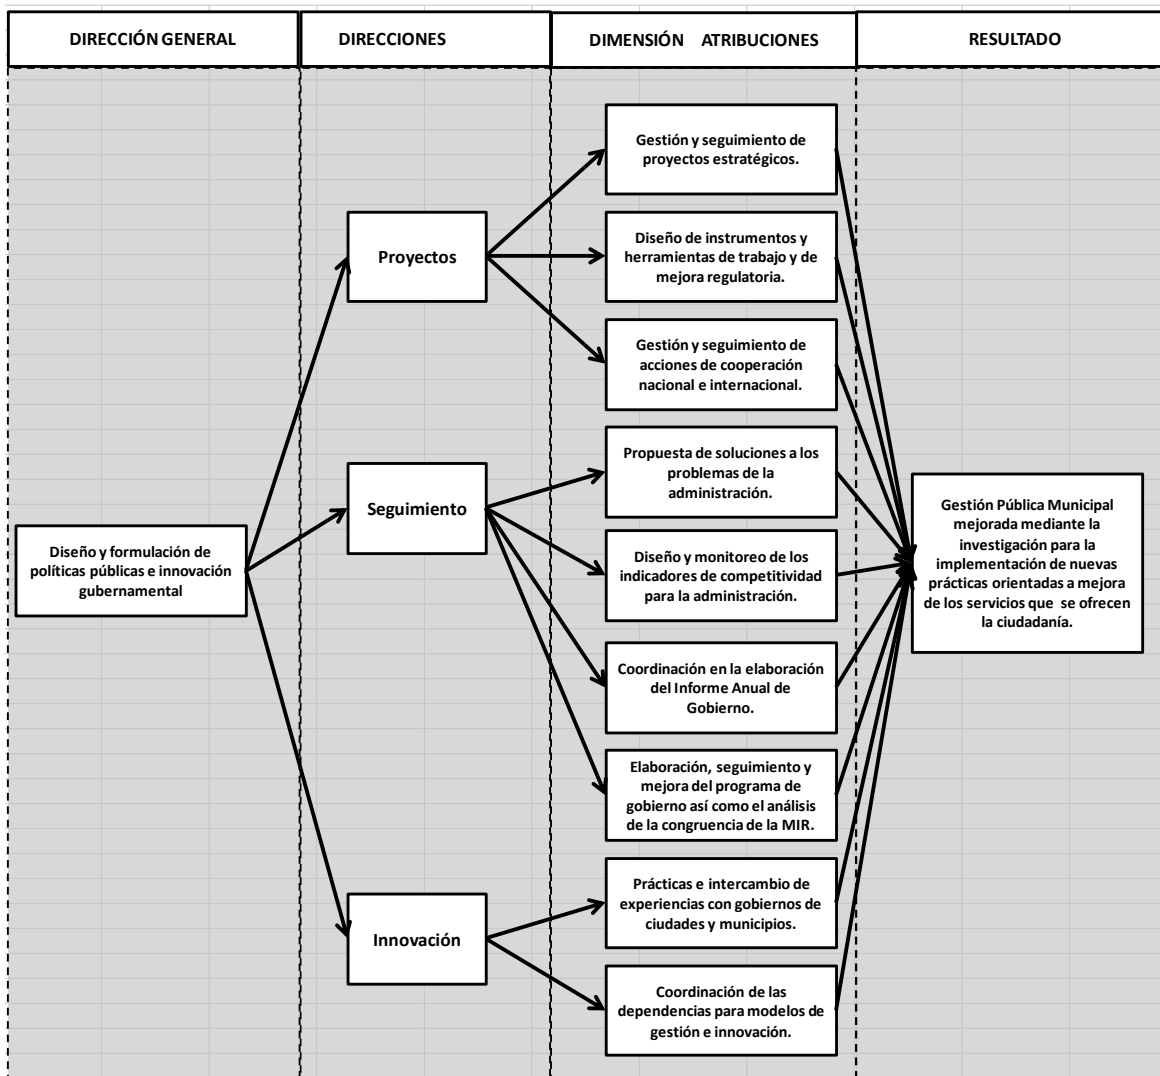 DIRECCIÓN GENERAL
DIRECIONES
DIMENSIÓN ATRIBUCIONES
RESULTADO
Diseño y formulación de
políticas públicas e innovación
gubernamental
Proyectos
Seguimiento
Innovación
Gestión y seguimiento de
proyectos estratégicos.
Diseño de instrumentos y
herramientas de trabajo y de
mejora regulatoria.
Gestión y seguimiento de
acciones de cooperación
nacional e internacional.
Propuesta de soluciones a los
problemas de la
administración.
Diseño y monitoreo de los
indicadores de competitividad
para la administración.
Coordinación en la elaboración
del Informe Anual de
Gobierno.
Elaboración, seguimiento y
mejora del programa de
gobierno así como el análisis
de la congruencia de la MIR.
Prácticas e intercambio de
experiencias con gobiernos de
ciudades y municipios.
Coordinación de las
dependencias para modelos de
gestión e innovación.
Gestión Pública Municipal
mejorada mediante la
investigación para la
implementación de nuevas
prácticas orientadas a mejora
de los servicios que se ofrecen
la ciudadanía.